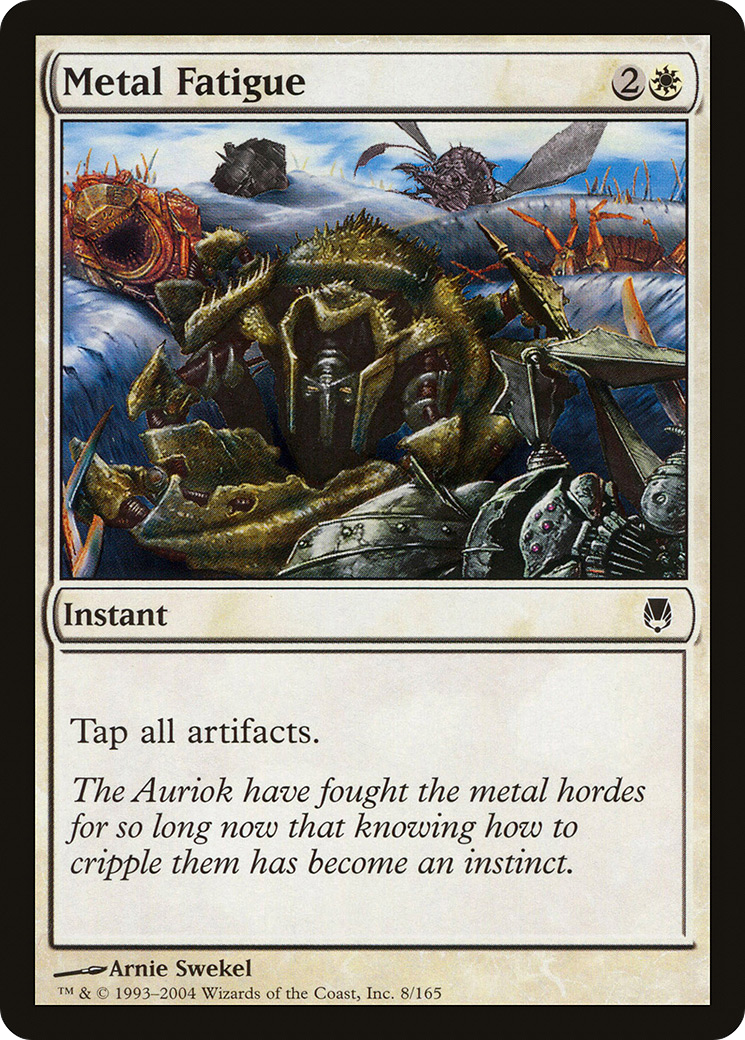 Metal Fatigue 2
Instant
Tap all artifacts.
The Auriok have fought the metal hordes
for so long now that knowing how to
cripple them has become an instinct.
Arnie Swekel
™ & © 1993–2004 Wizards of the Coast, Inc. 8/165